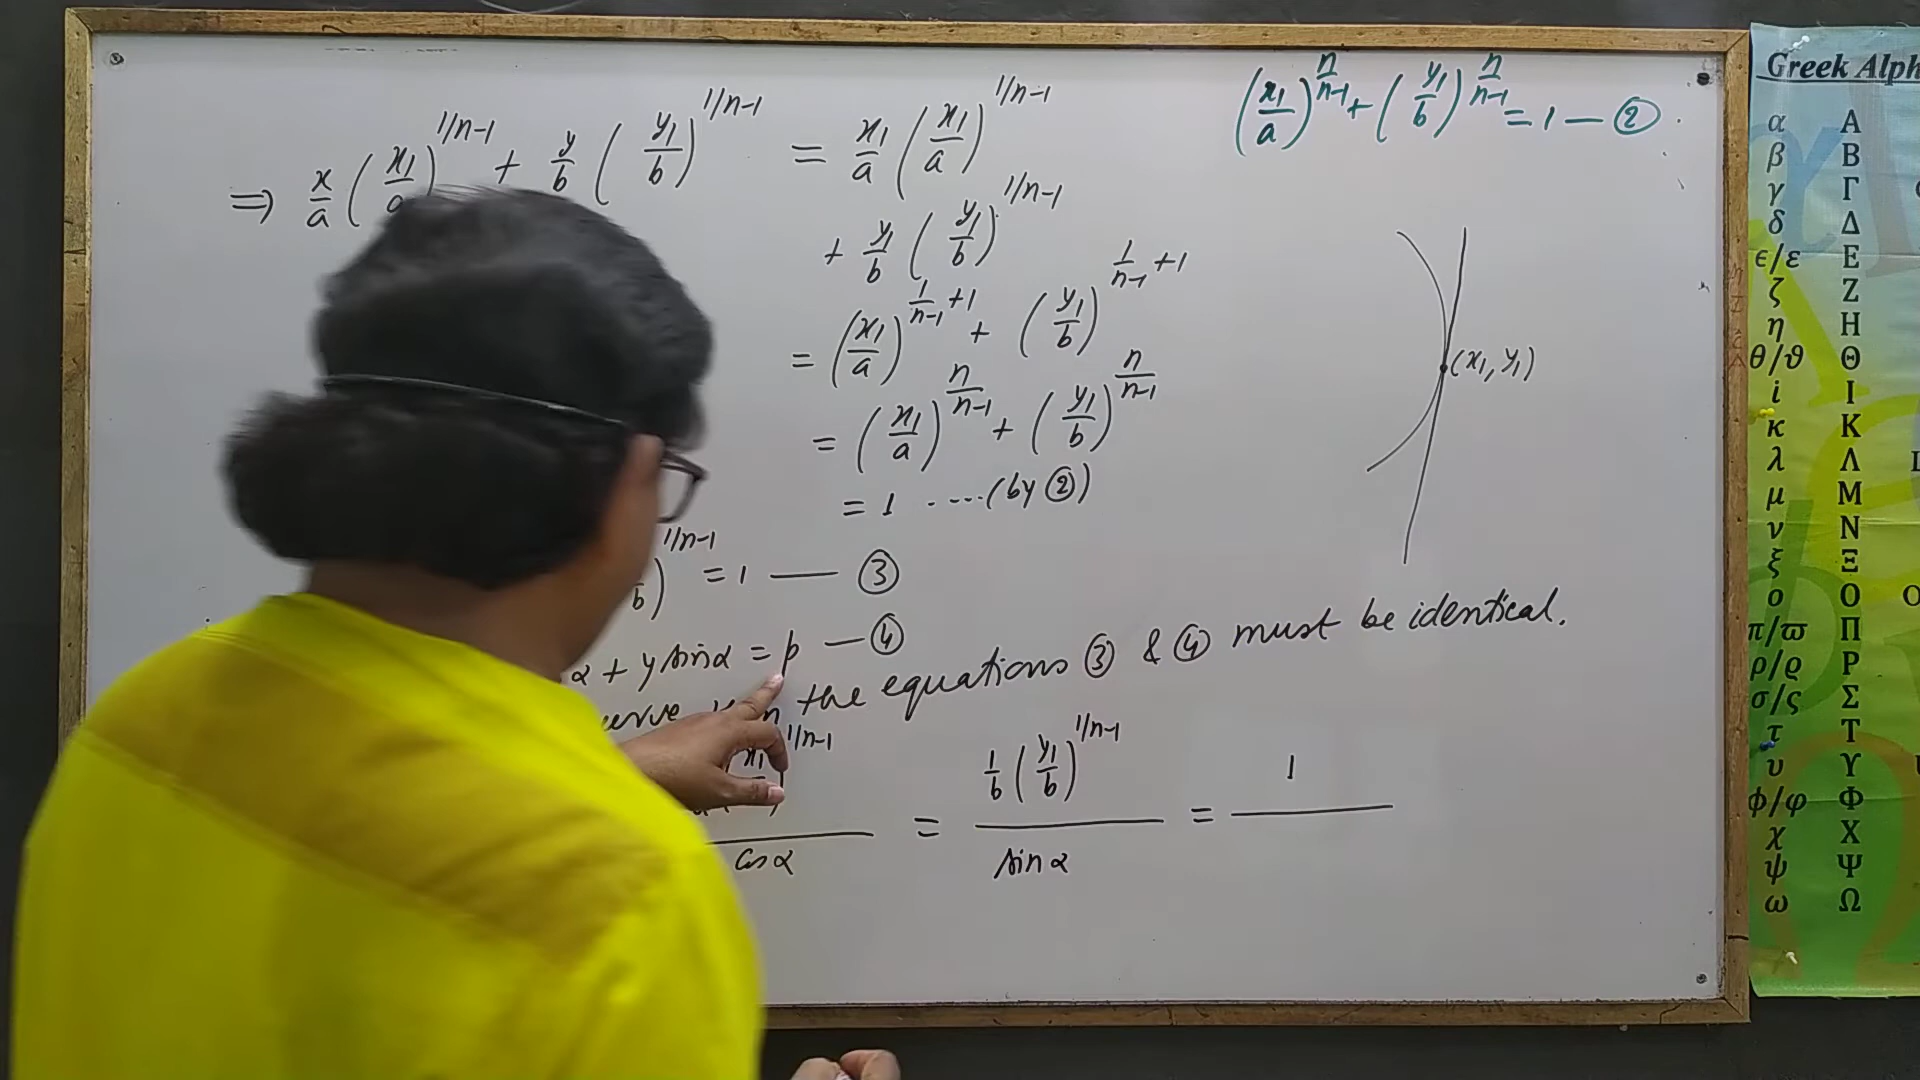 ⇒ x/a (x₁/a)^{1/n-1} + y/b (y₁/b)^{1/n-1} = x₁/a (x₁/a)^{1/n-1}
+ y₁/b (y₁/b)^{1/n-1}
= (x₁/a)^{1/n-1 +1} + (y₁/b)^{1/n-1 +1}
= (x₁/a)^{n/n-1} + (y₁/b)^{n/n-1}
= 1 ....(by ②)
b)^{1/n-1} = 1 — ③
α + y sin α = p — ④
the equations ③ & ④ must be identical.
(x₁)^{1/n-1} / cos α = 1/b (y₁/b)^{1/n-1} / sin α = 1
(x₁/a)^{n/n-1} + (y₁/b)^{n/n-1} = 1 — ②
(x₁, y₁)
Greek Alph
α Α
β Β
γ Γ
δ Δ
ϵ/ε Ε
ζ Ζ
η Η
θ/ϑ Θ
i Ι
κ Κ
λ Λ
μ Μ
ν Ν
ξ Ξ
ο Ο
π/ϖ Π
ρ/ϱ Ρ
σ/ς Σ
τ Τ
υ ϒ
ϕ/φ Φ
χ Χ
ψ Ψ
ω Ω